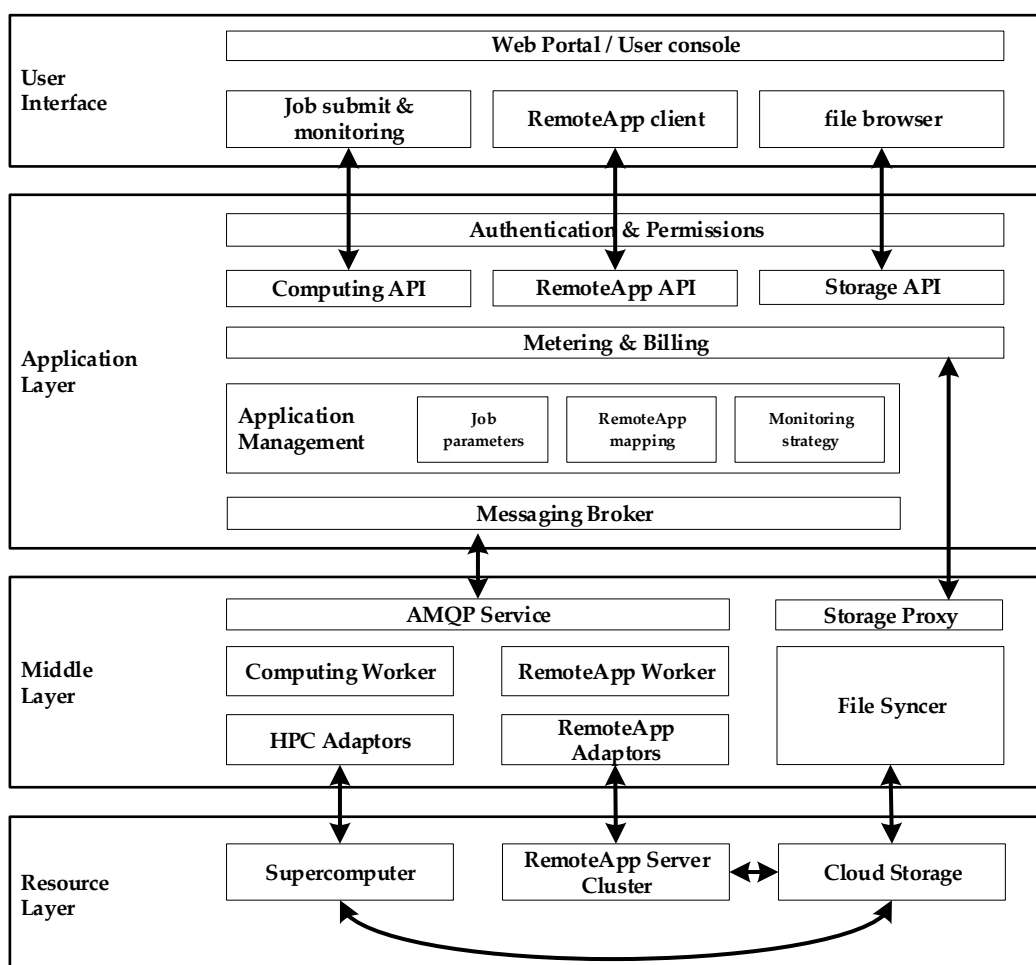 Web Portal / User console
User
Interface
Job submit &
monitoring
RemoteApp client
file browser
Authentication & Permissions
Computing API
RemoteApp API
Storage API
Metering & Billing
Application
Layer
Application
Management
Job
parameters
RemoteApp
mapping
Monitoring
strategy
Messaging Broker
AMQP Service
Storage Proxy
Middle
Layer
Computing Worker
RemoteApp Worker
File Syncer
HPC Adaptors
RemoteApp
Adaptors
Resource
Layer
Supercomputer
RemoteApp Server
Cluster
Cloud Storage